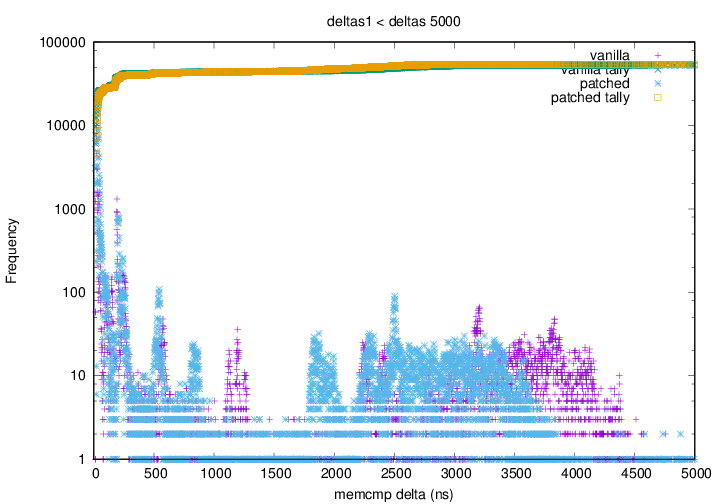 deltas1 < deltas 5000
100000
10000
1000
100
10
1
Frequency
vanilla
vanilla tally
patched
patched tally
0 500 1000 1500 2000 2500 3000 3500 4000 4500 5000
memcmp delta (ns)